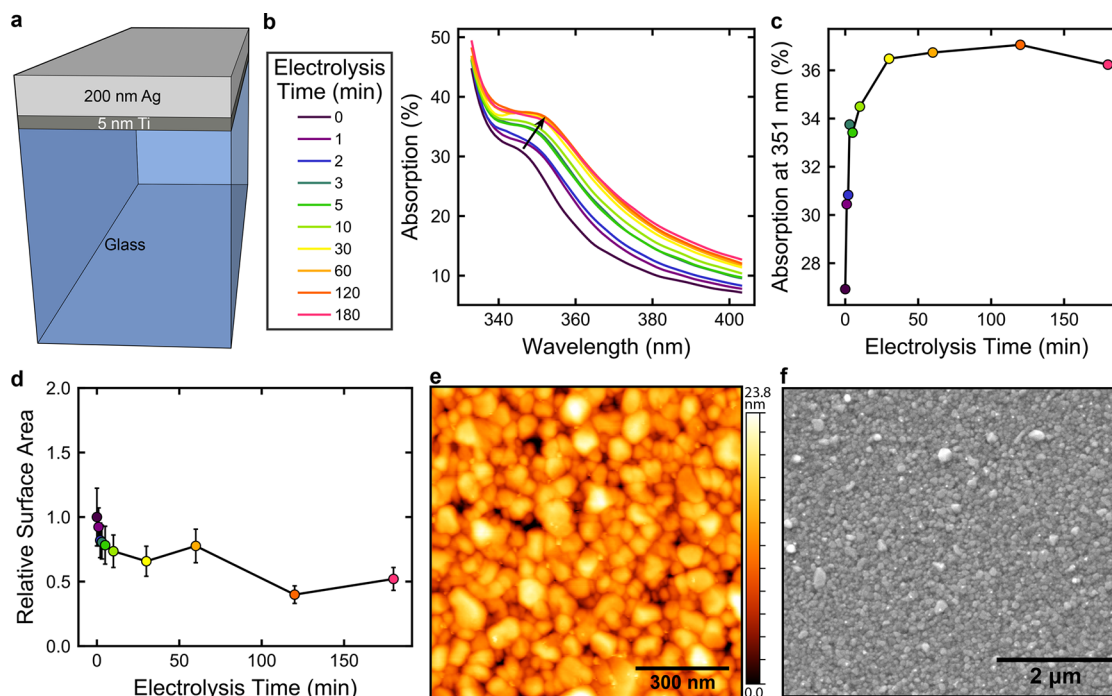 a
200 nm Ag
5 nm Ti
Glass
b
Electrolysis
Time (min)
0
1
2
3
5
10
30
60
120
180
Absorption (%)
50
40
30
20
10
340
360
380
400
Wavelength (nm)
c
Absorption at 351 nm (%)
36
34
32
30
28
0
50
100
150
Electrolysis Time (min)
d
Relative Surface Area
2.0
1.5
1.0
0.5
0.0
0
50
100
150
Electrolysis Time (min)
e
23.8
nm
300 nm
0.0
f
2 µm